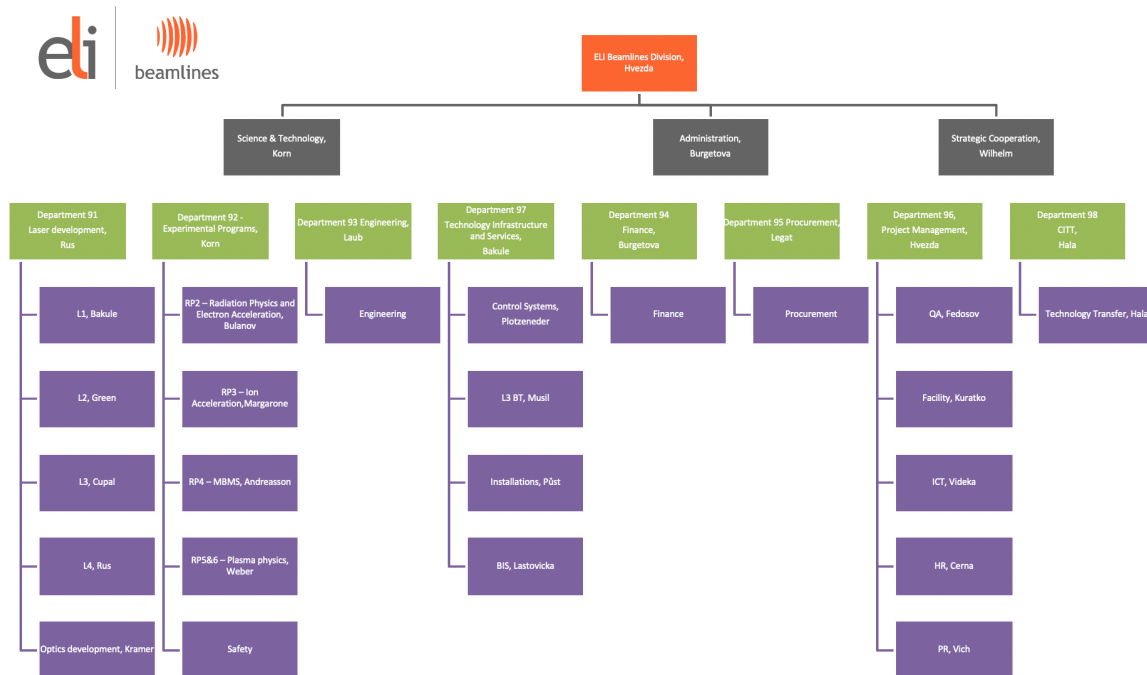 eli
beamlines
ELI Beamlines Division,
Hvezda
Science & Technology,
Korn
Administration,
Burgetova
Strategic Cooperation,
Wilhelm
Department 91
Laser development,
Rus
Department 92 -
Experimental Programs,
Korn
Department 93 Engineering,
Laub
Department 97
Technology Infrastructure
and Services,
Bakule
Department 94
Finance,
Burgetova
Department 95 Procurement,
Legat
Department 96,
Project Management,
Hvezda
Department 98
CITT,
Hala
L1, Bakule
RP2 – Radiation Physics and
Electron Acceleration,
Bulanov
Engineering
Control Systems,
Plotzeneder
Finance
Procurement
QA, Fedosov
Technology Transfer, Hala
L2, Green
RP3 – Ion
Acceleration,Margarone
L3 BT, Musil
Facility, Kuratko
L3, Cupal
RP4 – MBMS, Andreasson
Installations, Půst
ICT, Videka
L4, Rus
RP5&6 – Plasma physics,
Weber
BIS, Lastovicka
HR, Cerna
Optics development, Kramer
Safety
PR, Vich